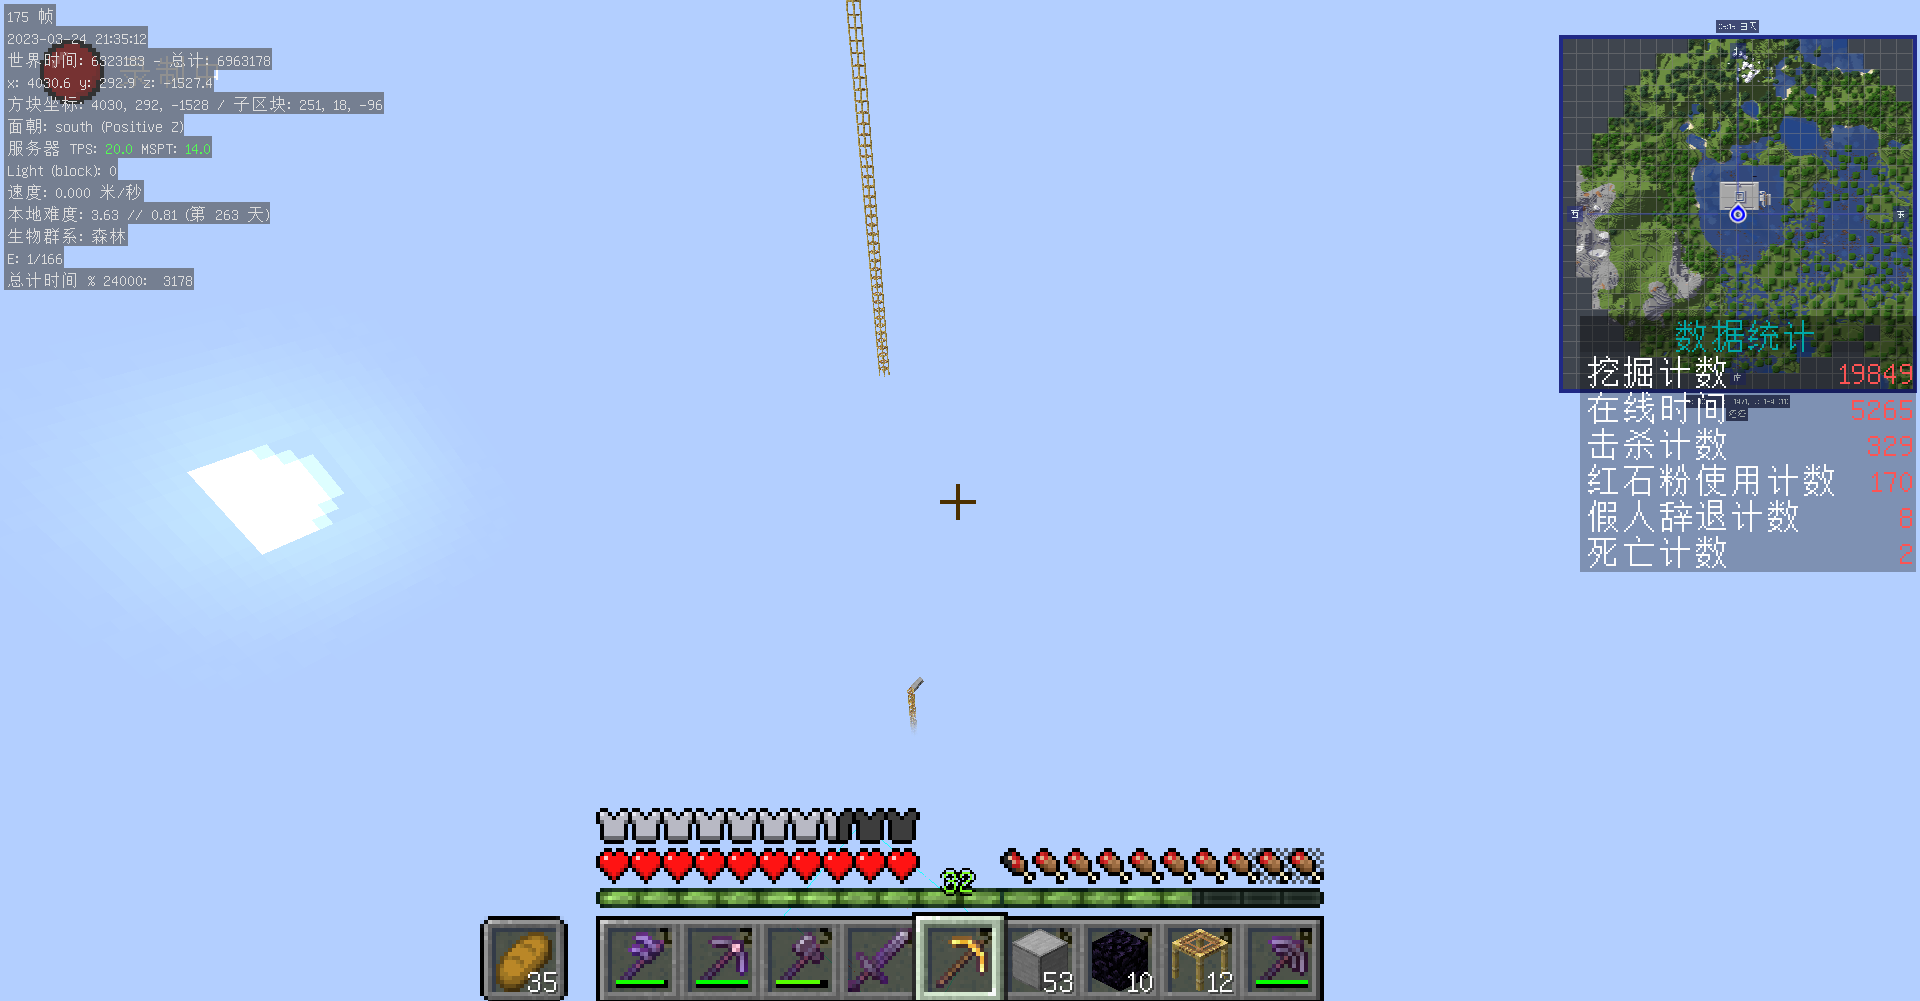 175 帧
2023-03-24 21:35:12
世界时间: 6323183 - 总计: 6963178
x: 4030.6 y: 292.9 z: -1527.4
方块坐标: 4030, 292, -1528 / 子区块: 251, 18, -96
面朝: south (Positive Z)
服务器 TPS: 20.0 MSPT: 14.0
Light (block): 0
速度: 0.000 米/秒
本地难度: 3.63 // 0.81 (第 263 天)
生物群系: 森林
E: 1/166
总计时间 % 24000: 3178
北
西
东
数据统计
挖掘计数 19849
在线时间 5265
击杀计数 329
红石粉使用计数 170
假人辞退计数 8
死亡计数 2
82
35
53
10
12